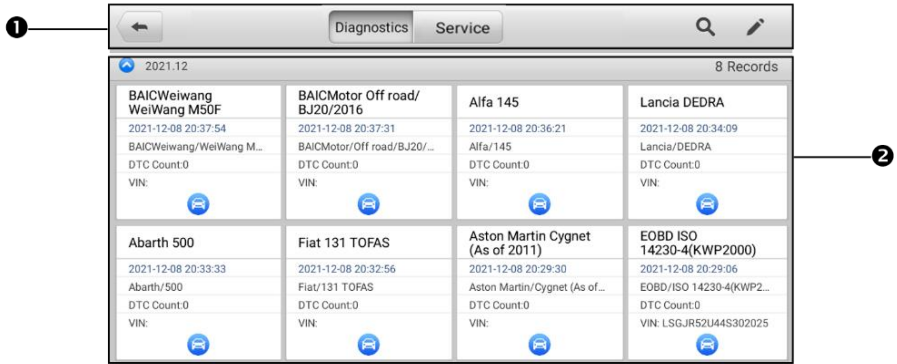 ❶
Diagnostics Service
2021.12 8 Records
❷
BAICWeiwang
WeiWang M50F
2021-12-08 20:37:54
BAICWeiwang/WeiWang M...
DTC Count:0
VIN:
BAICMotor Off road/
BJ20/2016
2021-12-08 20:37:31
BAICMotor/Off road/BJ20/...
DTC Count:0
VIN:
Alfa 145
2021-12-08 20:36:21
Alfa/145
DTC Count:0
VIN:
Lancia DEDRA
2021-12-08 20:34:09
Lancia/DEDRA
DTC Count:0
VIN:
Abarth 500
2021-12-08 20:33:33
Abarth/500
DTC Count:0
VIN:
Fiat 131 TOFAS
2021-12-08 20:32:56
Fiat/131 TOFAS
DTC Count:0
VIN:
Aston Martin Cygnet
(As of 2011)
2021-12-08 20:29:30
Aston Martin/Cygnet (As of...
DTC Count:0
VIN:
EOBD ISO
14230-4(KWP2000)
2021-12-08 20:29:06
EOBD/ISO 14230-4(KWP2...
DTC Count:0
VIN: LSGJR52U44S302025